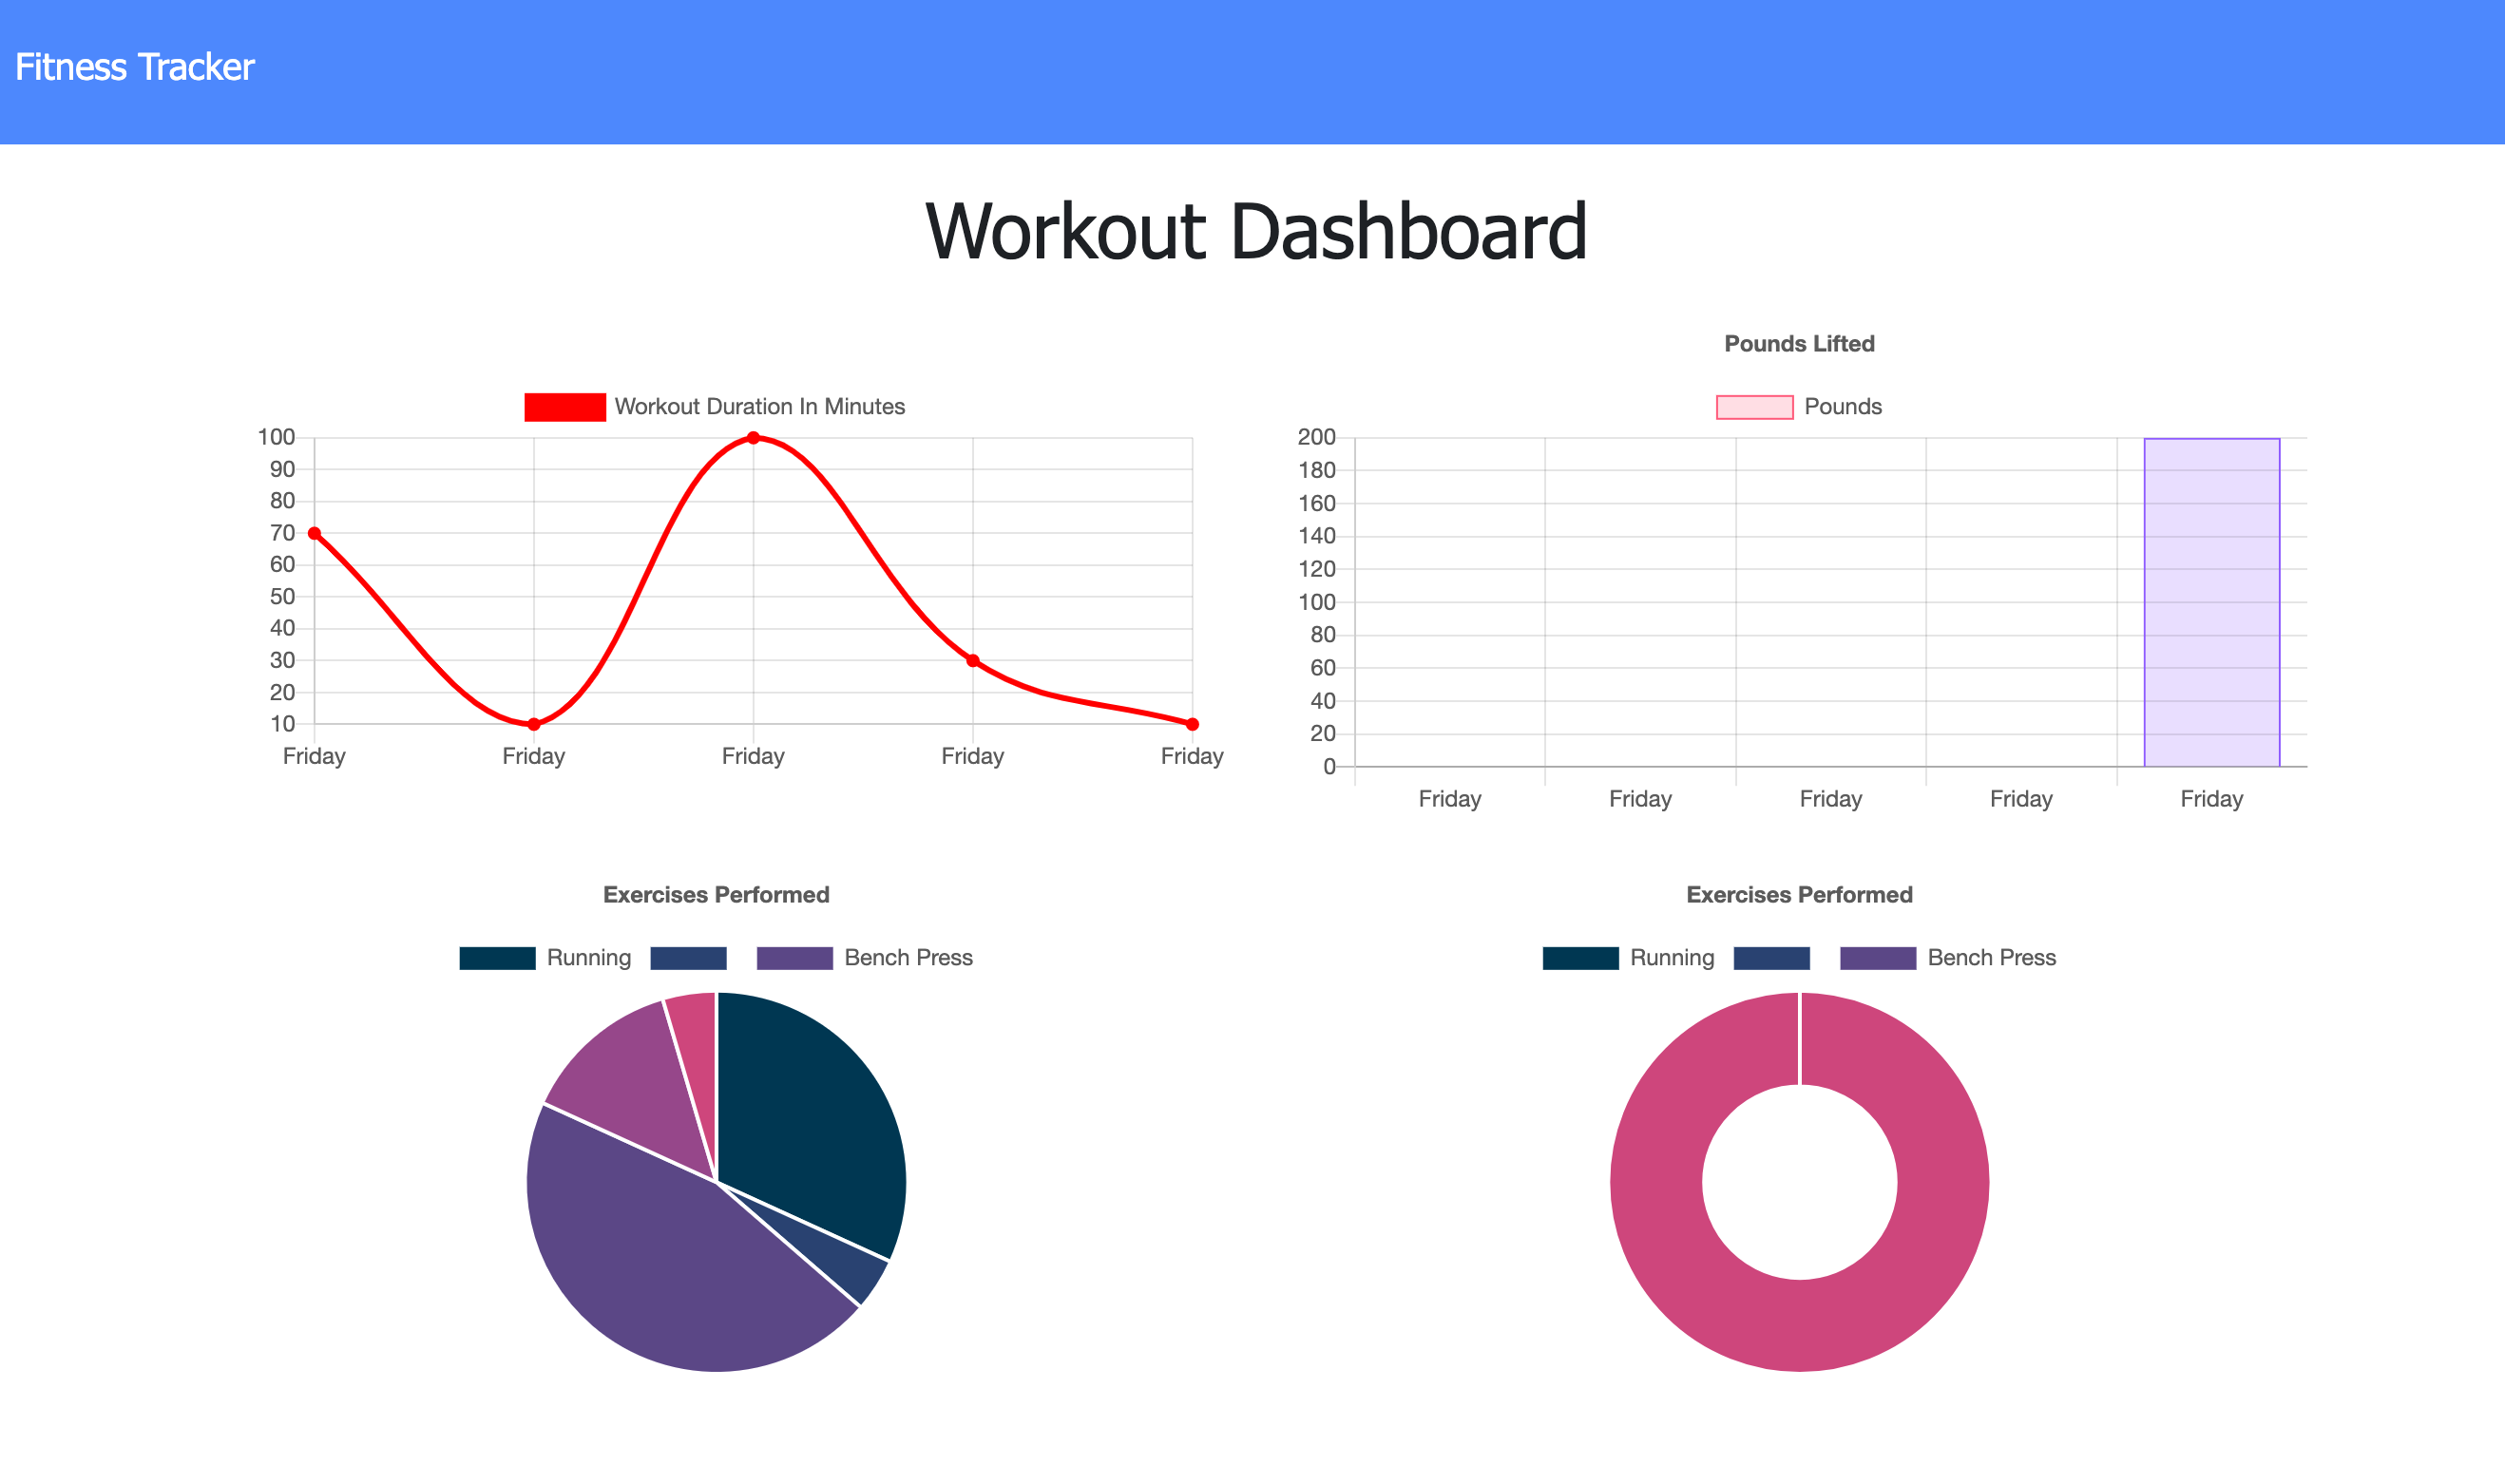 Fitness Tracker
Workout Dashboard
Workout Duration In Minutes
100
90
80
70
60
50
40
30
20
10
Friday Friday Friday Friday Friday
Pounds Lifted
Pounds
200
180
160
140
120
100
80
60
40
20
0
Friday Friday Friday Friday Friday
Exercises Performed
Running Bench Press
Exercises Performed
Running Bench Press